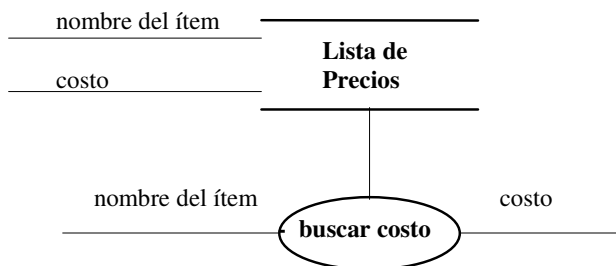 nombre del ítem
Lista de
Precios
costo
nombre del ítem
costo
buscar costo